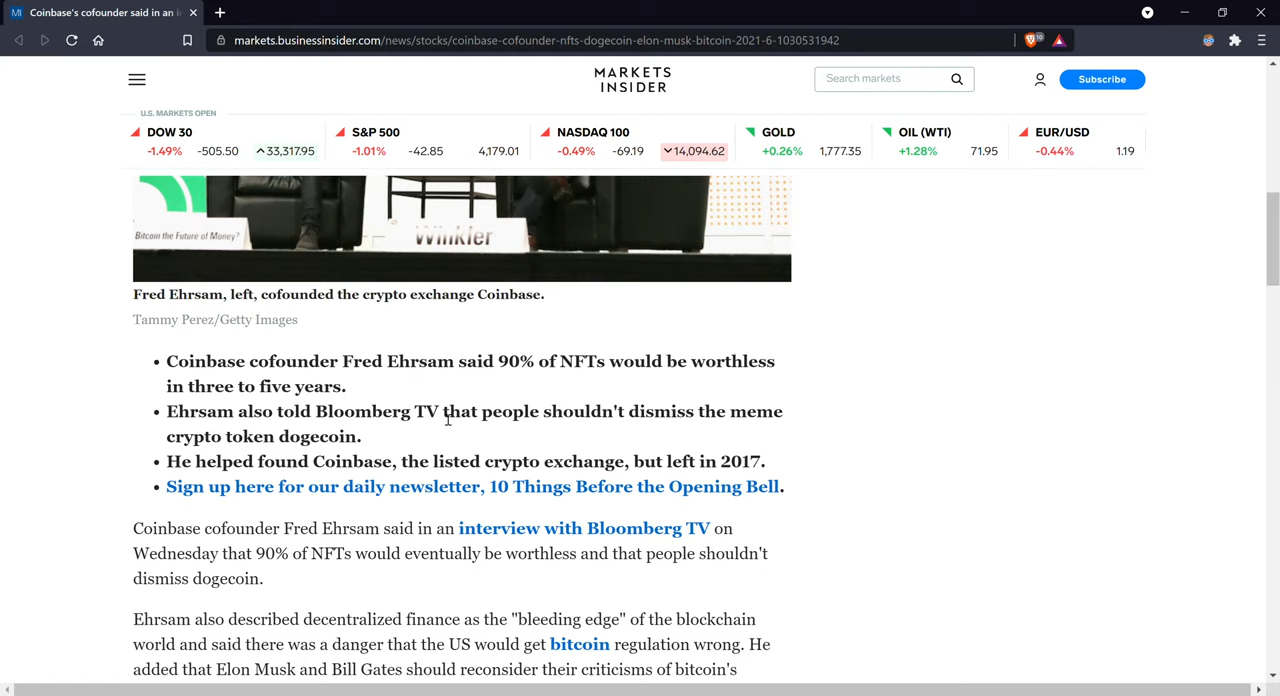 MI Coinbase's cofounder said in an i
markets.businessinsider.com/news/stocks/coinbase-cofounder-nfts-dogecoin-elon-musk-bitcoin-2021-6-1030531942
10
MARKETS
INSIDER
Search markets
Subscribe
U.S. MARKETS OPEN
DOW 30
-1.49% -505.50 33,317.95
S&P 500
-1.01% -42.85 4,179.01
NASDAQ 100
-0.49% -69.19 14,094.62
GOLD
+0.26% 1,777.35
OIL (WTI)
+1.28% 71.95
EUR/USD
-0.44% 1.19
Bitcoin the Future of Money?
Winkler
Fred Ehrsam, left, cofounded the crypto exchange Coinbase.
Tammy Perez/Getty Images
• Coinbase cofounder Fred Ehrsam said 90% of NFTs would be worthless
in three to five years.
• Ehrsam also told Bloomberg TV that people shouldn't dismiss the meme
crypto token dogecoin.
• He helped found Coinbase, the listed crypto exchange, but left in 2017.
• Sign up here for our daily newsletter, 10 Things Before the Opening Bell.
Coinbase cofounder Fred Ehrsam said in an interview with Bloomberg TV on
Wednesday that 90% of NFTs would eventually be worthless and that people shouldn't
dismiss dogecoin.
Ehrsam also described decentralized finance as the "bleeding edge" of the blockchain
world and said there was a danger that the US would get bitcoin regulation wrong. He
added that Elon Musk and Bill Gates should reconsider their criticisms of bitcoin's